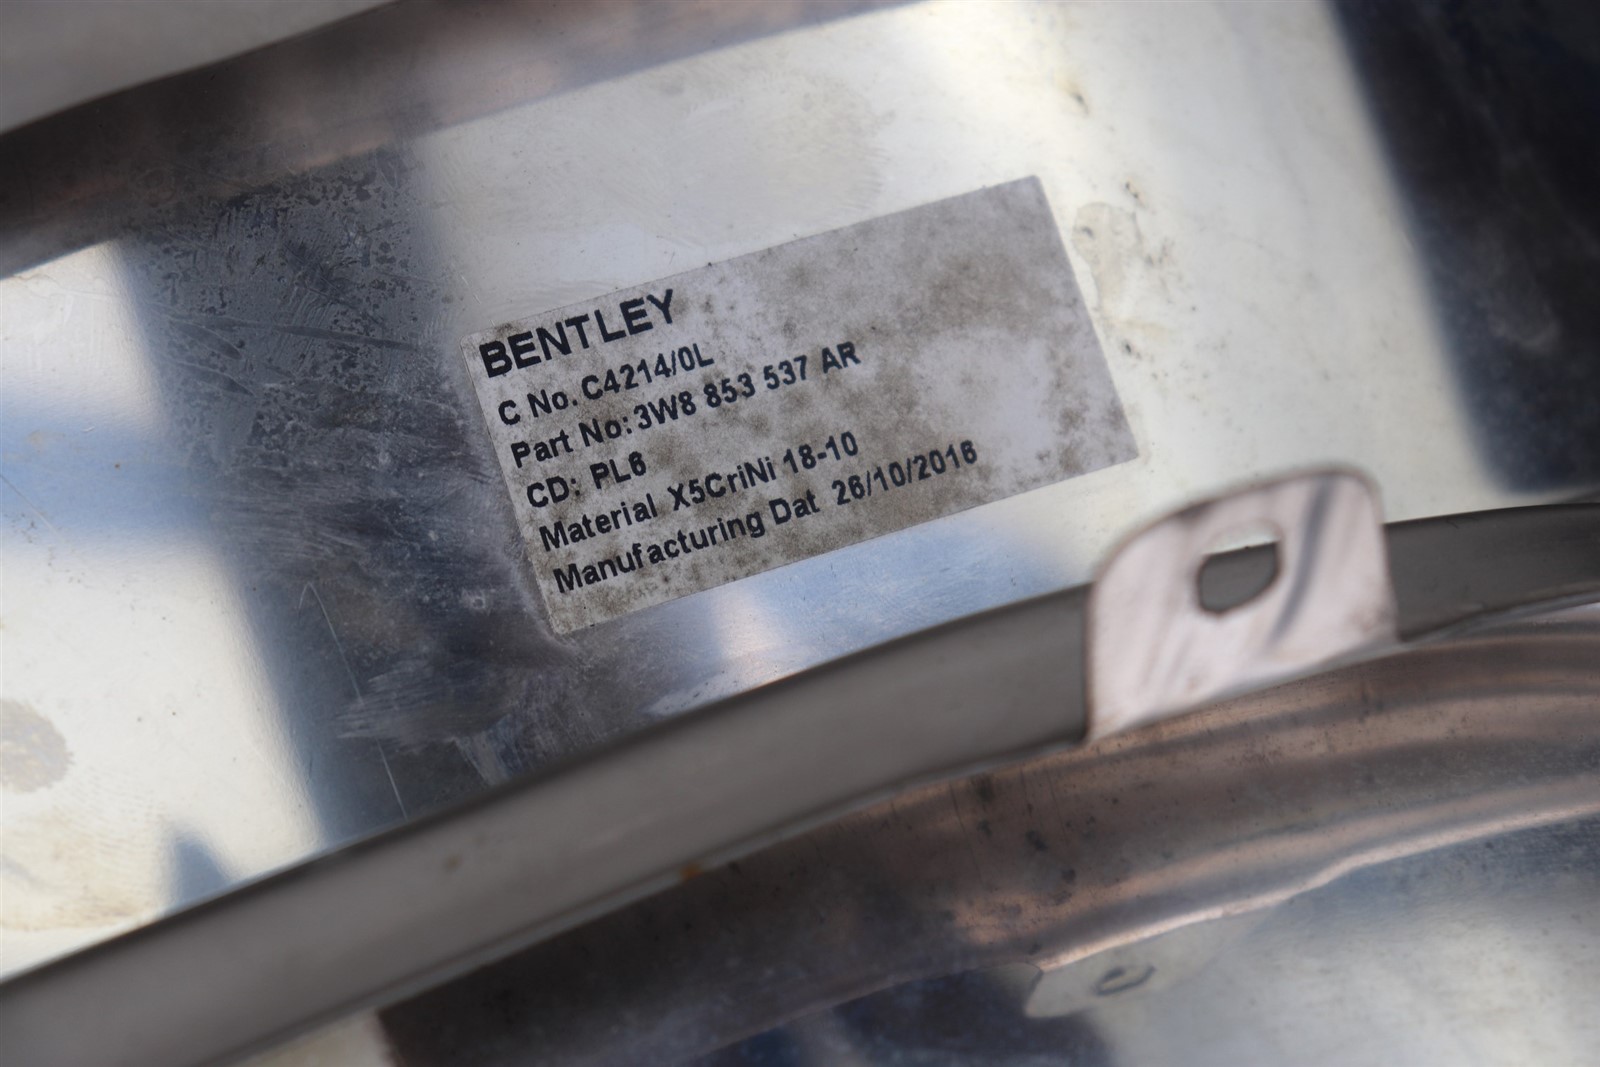 BENTLEY
C No. C4214/0L
Part No: 3W8 853 537 AR
CD: PL6
Material X5CriNi 18-10
Manufacturing Dat 26/10/2016